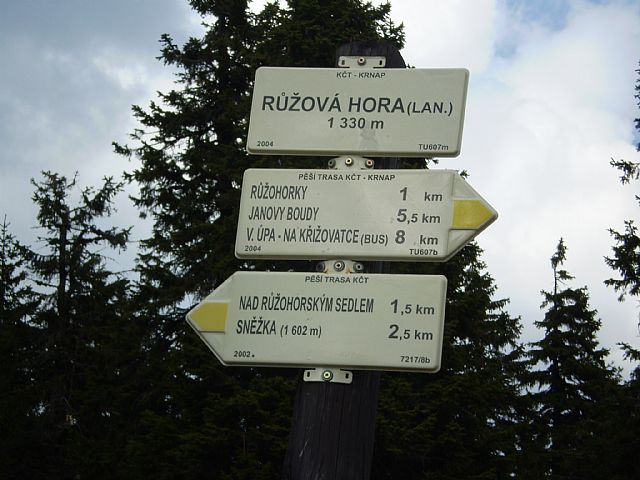 KČT - KRNAP
RŮŽOVÁ HORA (LAN.)
1 330 m
2004 TU607m
PĚŠÍ TRASA KČT - KRNAP
RŮŽOHORKY 1 km
JANOVY BOUDY 5,5 km
V. ÚPA - NA KŘIŽOVATCE (BUS) 8 km
2004 TU607b
PĚŠÍ TRASA KČT
NAD RŮŽOHORSKÝM SEDLEM 1,5 km
SNĚŽKA (1 602 m) 2,5 km
2002 7217/8b